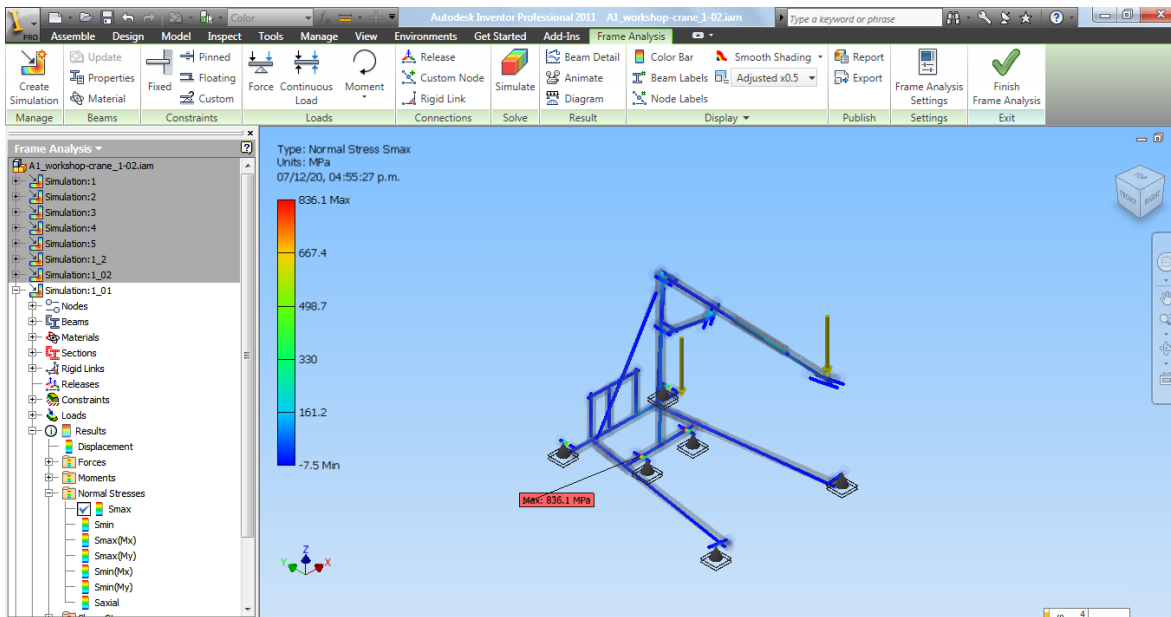 Color
Autodesk Inventor Professional 2011 A1_workshop-crane_1-02.iam
Type a keyword or phrase
PRO
Assemble Design Model Inspect Tools Manage View Environments Get Started Add-Ins Frame Analysis
Create Simulation
Update
Properties
Material
Fixed
Pinned
Floating
Custom
Force
Continuous Load
Moment
Release
Custom Node
Rigid Link
Simulate
Beam Detail
Animate
Diagram
Color Bar
Beam Labels
Node Labels
Smooth Shading
Adjusted x0.5
Report
Export
Frame Analysis Settings
Finish Frame Analysis
Manage Beams Constraints Loads Connections Solve Result Display Publish Settings Exit
Frame Analysis
A1_workshop-crane_1-02.iam
Simulation:1
Simulation:2
Simulation:3
Simulation:4
Simulation:5
Simulation:1_2
Simulation:1_02
Simulation:1_01
Nodes
Beams
Materials
Sections
Rigid Links
Releases
Constraints
Loads
Results
Displacement
Forces
Moments
Normal Stresses
Smax
Smin
Smax(Mx)
Smax(My)
Smin(Mx)
Smin(My)
Saxial
Type: Normal Stress Smax
Units: MPa
07/12/20, 04:55:27 p.m.
836.1 Max
667.4
498.7
330
161.2
-7.5 Min
Max: 836.1 MPa
Z
Y
X
TOP
FRONT
RIGHT
4